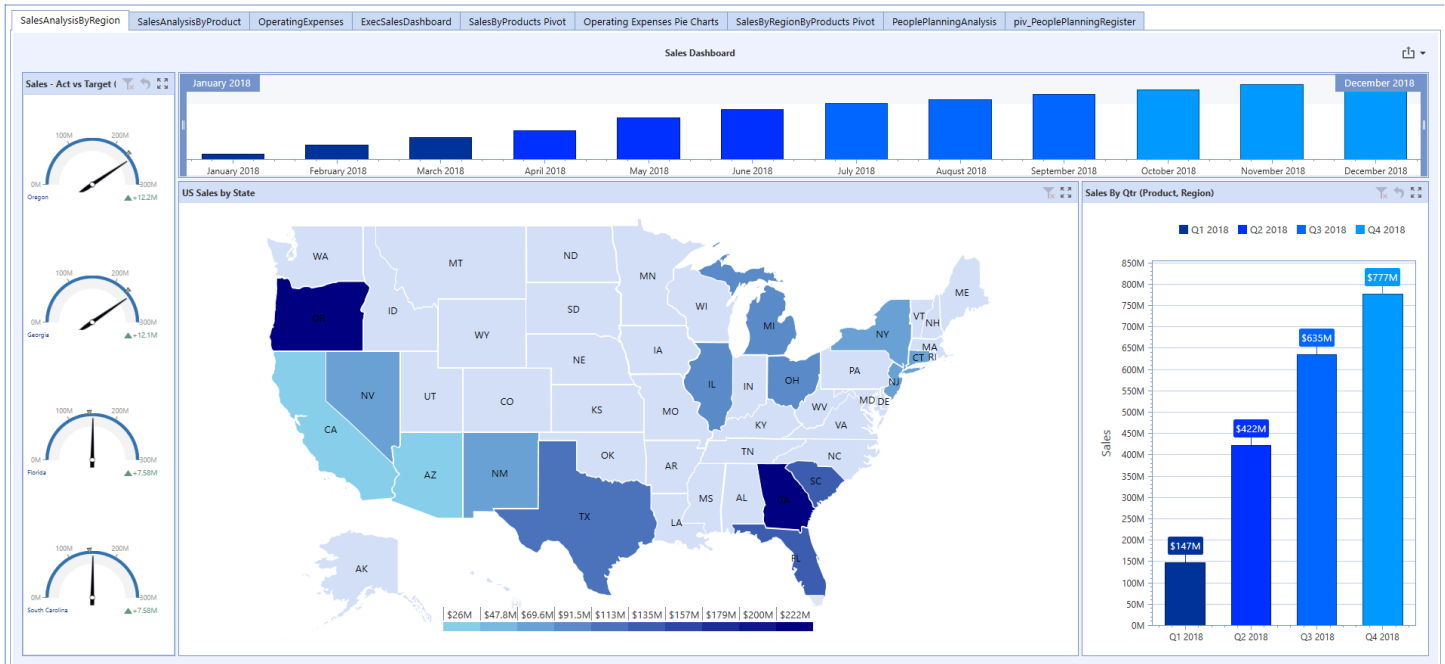 SalesAnalysisByRegion SalesAnalysisByProduct OperatingExpenses ExecSalesDashboard SalesByProducts Pivot Operating Expenses Pie Charts SalesByRegionByProducts Pivot PeoplePlanningAnalysis piv_PeoplePlanningRegister
Sales Dashboard
Sales - Act vs Target (
January 2018 December 2018
January 2018 February 2018 March 2018 April 2018 May 2018 June 2018 July 2018 August 2018 September 2018 October 2018 November 2018 December 2018
100M 200M
0M 300M
Oregon +12.2M
100M 200M
0M 300M
Georgia +12.1M
100M 200M
0M 300M
Florida +7.58M
100M 200M
0M 300M
South Carolina +7.58M
US Sales by State
WA MT ND MN ME
OR ID SD WI MI VT NH
WY NY MA
IA CT RI
NE PA
NV UT IL IN OH NJ
CO MD DE
CA KS MO WV VA
KY
AZ NM OK TN NC
AR SC
MS AL GA
TX LA
FL
AK
$26M $47.8M $69.6M $91.5M $113M $135M $157M $179M $200M $222M
Sales By Qtr (Product, Region)
Q1 2018 Q2 2018 Q3 2018 Q4 2018
Sales
850M
800M
750M
700M
650M
600M
550M
500M
450M
400M
350M
300M
250M
200M
150M
100M
50M
0M
$147M
$422M
$635M
$777M
Q1 2018 Q2 2018 Q3 2018 Q4 2018